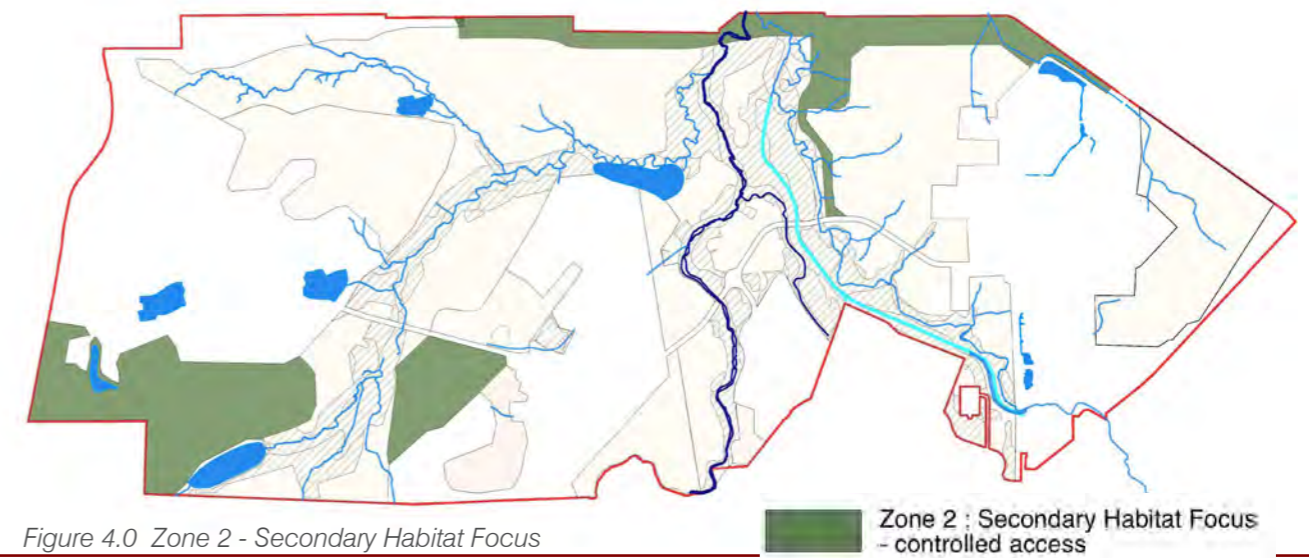 Figure 4.0 Zone 2 - Secondary Habitat Focus
Zone 2 : Secondary Habitat Focus
- controlled access